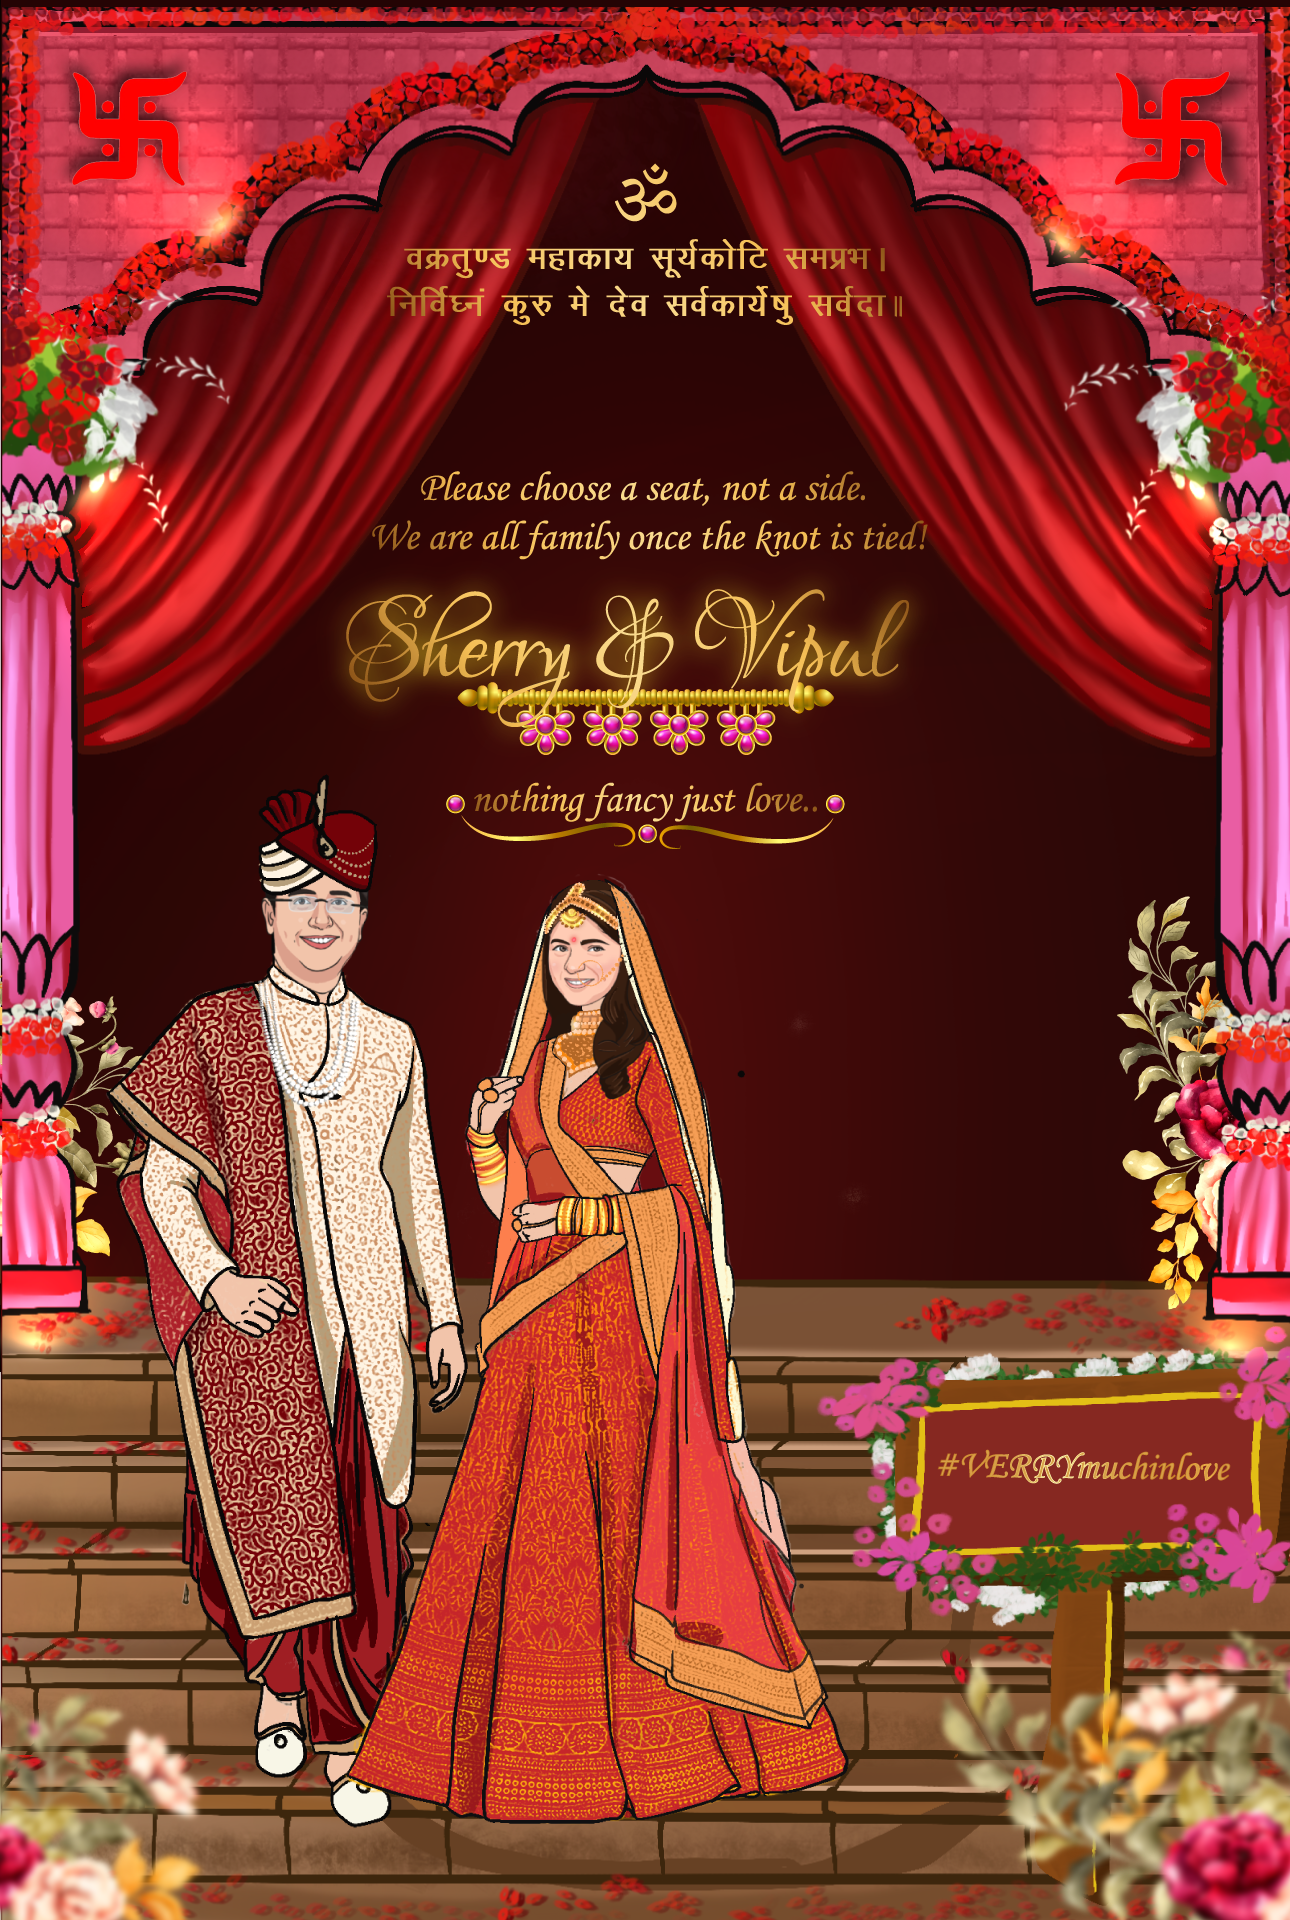 ॐ
वक्रतुण्ड महाकाय सूर्यकोटि समप्रभ।
निर्विघ्नं कुरु मे देव सर्वकार्येषु सर्वदा॥
Please choose a seat, not a side.
We are all family once the knot is tied!
Sherry & Vipul
nothing fancy just love..
#VERRYmuchinlove